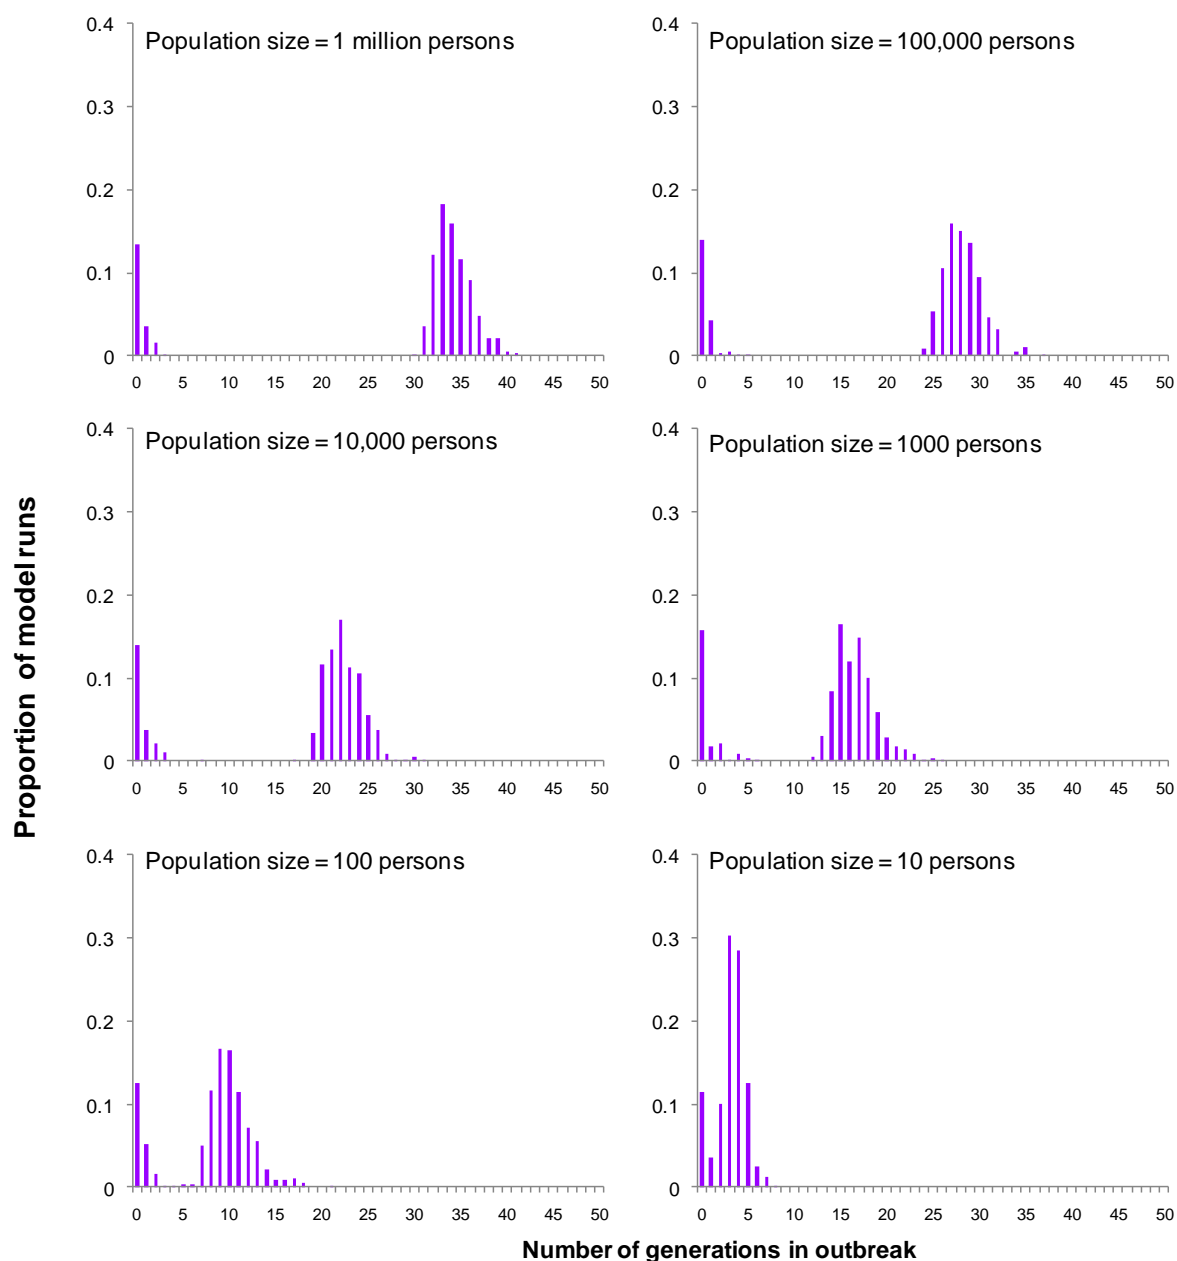 Population size = 1 million persons
0.4
0.3
0.2
0.1
0
0 5 10 15 20 25 30 35 40 45 50
Population size = 100,000 persons
0.4
0.3
0.2
0.1
0
0 5 10 15 20 25 30 35 40 45 50
Population size = 10,000 persons
0.4
0.3
0.2
0.1
0
0 5 10 15 20 25 30 35 40 45 50
Population size = 1000 persons
0.4
0.3
0.2
0.1
0
0 5 10 15 20 25 30 35 40 45 50
Population size = 100 persons
0.4
0.3
0.2
0.1
0
0 5 10 15 20 25 30 35 40 45 50
Population size = 10 persons
0.4
0.3
0.2
0.1
0
0 5 10 15 20 25 30 35 40 45 50
Proportion of model runs
Number of generations in outbreak